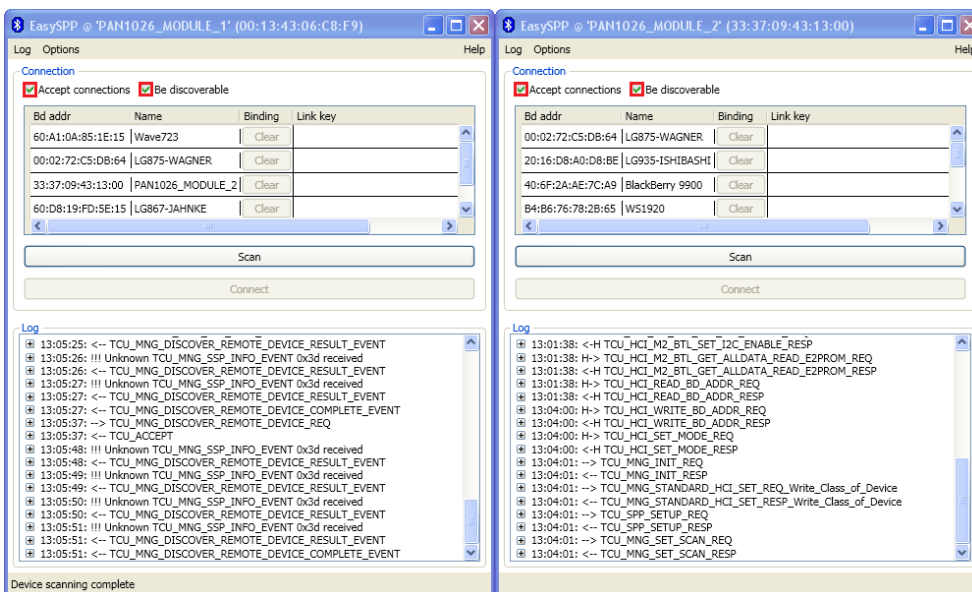 EasySPP @ 'PAN1026_MODULE_1' (00:13:43:06:C8:F9)
Log Options Help
Connection
Accept connections Be discoverable
Bd addr Name Binding Link key
60:A1:0A:85:1E:15 Wave723 Clear
00:02:72:C5:DB:64 LG875-WAGNER Clear
33:37:09:43:13:00 PAN1026_MODULE_2 Clear
60:D8:19:FD:5E:15 LG867-JAHNKE Clear
Scan
Connect
Log
13:05:25: <-- TCU_MNG_DISCOVER_REMOTE_DEVICE_RESULT_EVENT
13:05:26: !!! Unknown TCU_MNG_SSP_INFO_EVENT 0x3d received
13:05:26: <-- TCU_MNG_DISCOVER_REMOTE_DEVICE_RESULT_EVENT
13:05:27: !!! Unknown TCU_MNG_SSP_INFO_EVENT 0x3d received
13:05:27: <-- TCU_MNG_DISCOVER_REMOTE_DEVICE_RESULT_EVENT
13:05:27: <-- TCU_MNG_DISCOVER_REMOTE_DEVICE_COMPLETE_EVENT
13:05:37: --> TCU_MNG_DISCOVER_REMOTE_DEVICE_REQ
13:05:37: <-- TCU_ACCEPT
13:05:48: !!! Unknown TCU_MNG_SSP_INFO_EVENT 0x3d received
13:05:48: <-- TCU_MNG_DISCOVER_REMOTE_DEVICE_RESULT_EVENT
13:05:49: !!! Unknown TCU_MNG_SSP_INFO_EVENT 0x3d received
13:05:49: <-- TCU_MNG_DISCOVER_REMOTE_DEVICE_RESULT_EVENT
13:05:50: !!! Unknown TCU_MNG_SSP_INFO_EVENT 0x3d received
13:05:50: <-- TCU_MNG_DISCOVER_REMOTE_DEVICE_RESULT_EVENT
13:05:51: !!! Unknown TCU_MNG_SSP_INFO_EVENT 0x3d received
13:05:51: <-- TCU_MNG_DISCOVER_REMOTE_DEVICE_RESULT_EVENT
13:05:51: <-- TCU_MNG_DISCOVER_REMOTE_DEVICE_COMPLETE_EVENT
Device scanning complete
EasySPP @ 'PAN1026_MODULE_2' (33:37:09:43:13:00)
Log Options Help
Connection
Accept connections Be discoverable
Bd addr Name Binding Link key
00:02:72:C5:DB:64 LG875-WAGNER Clear
20:16:D8:A0:D8:BE LG935-ISHIBASHI Clear
40:6F:2A:AE:7C:A9 BlackBerry 9900 Clear
B4:B6:76:78:2B:65 WS1920 Clear
Scan
Connect
Log
13:01:38: <-H TCU_HCI_M2_BTL_SET_I2C_ENABLE_RESP
13:01:38: H-> TCU_HCI_M2_BTL_GET_ALLDATA_READ_E2PROM_REQ
13:01:38: <-H TCU_HCI_M2_BTL_GET_ALLDATA_READ_E2PROM_RESP
13:01:38: H-> TCU_HCI_READ_BD_ADDR_REQ
13:01:38: <-H TCU_HCI_READ_BD_ADDR_RESP
13:04:00: H-> TCU_HCI_WRITE_BD_ADDR_REQ
13:04:00: <-H TCU_HCI_WRITE_BD_ADDR_RESP
13:04:00: H-> TCU_HCI_SET_MODE_REQ
13:04:00: <-H TCU_HCI_SET_MODE_RESP
13:04:01: --> TCU_MNG_INIT_REQ
13:04:01: <-- TCU_MNG_INIT_RESP
13:04:01: --> TCU_MNG_STANDARD_HCI_SET_REQ_Write_Class_of_Device
13:04:01: <-- TCU_MNG_STANDARD_HCI_SET_RESP_Write_Class_of_Device
13:04:01: --> TCU_SPP_SETUP_REQ
13:04:01: <-- TCU_SPP_SETUP_RESP
13:04:01: --> TCU_MNG_SET_SCAN_REQ
13:04:01: <-- TCU_MNG_SET_SCAN_RESP